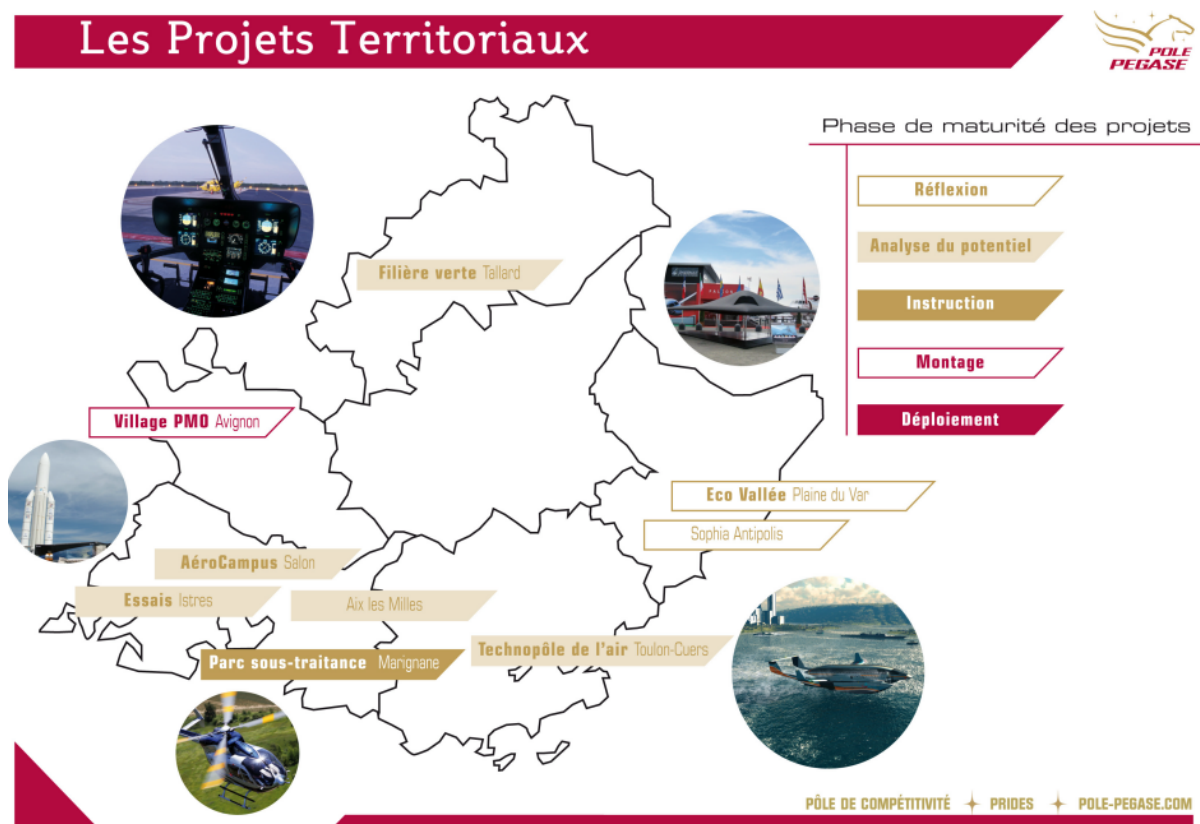 Les Projets Territoriaux
POLE
PEGASE
Phase de maturité des projets
Réflexion
Analyse du potentiel
Instruction
Montage
Déploiement
Filière verte Tallard
Village PMO Avignon
Eco Vallée Plaine du Var
Sophia Antipolis
AéroCampus Salon
Essais Istres
Aix les Milles
Technopôle de l'air Toulon-Cuers
Parc sous-traitance Marignane
PÔLE DE COMPÉTITIVITÉ PRIDES POLE-PEGASE.COM